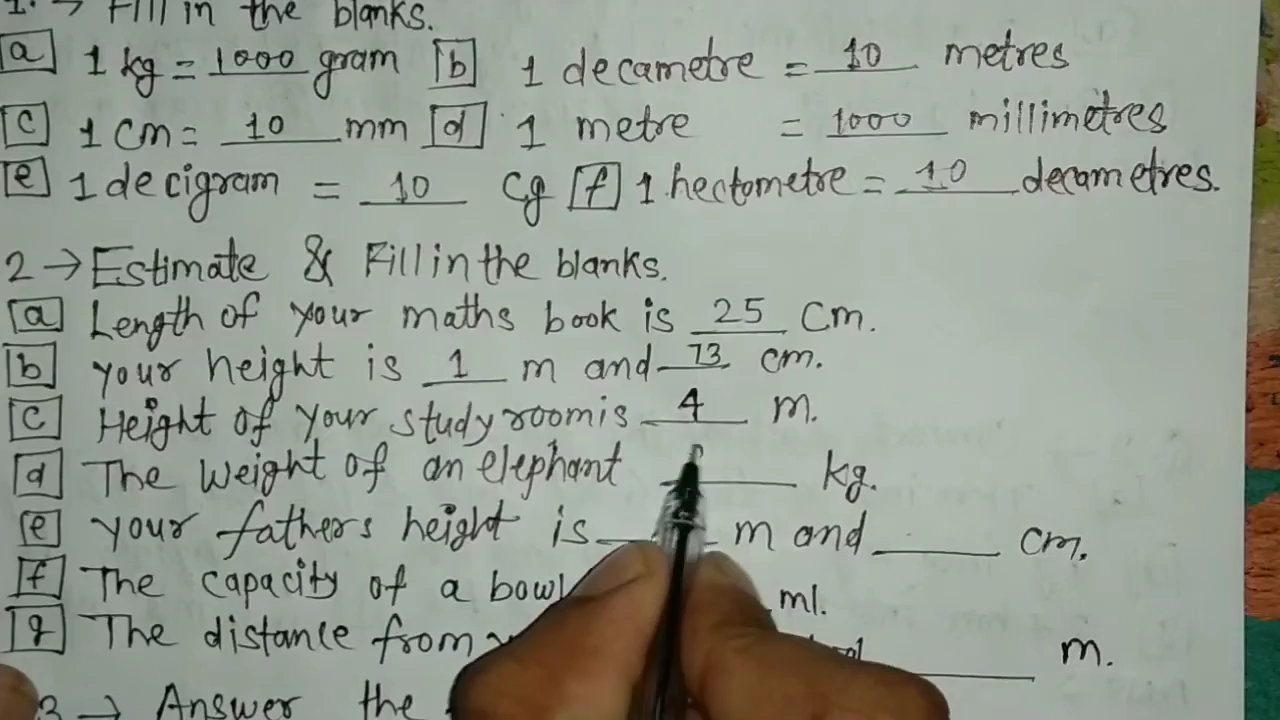 1. → Fill in the blanks.
[a] 1 kg = 1000 gram [b] 1 decametre = 10 metres
[c] 1 cm = 10 mm [d] 1 metre = 1000 millimetres
[e] 1 decigram = 10 cg [f] 1 hectometre = 10 decametres.
2 → Estimate & Fill in the blanks.
[a] Length of your maths book is 25 cm.
[b] your height is 1 m and 73 cm.
[c] Height of your study room is 4 m.
[d] The weight of an elephant ____ kg.
[e] your fathers height is ____ m and ____ cm.
[f] The capacity of a bowl ml.
[g] The distance from ____ m.
3 → Answer the